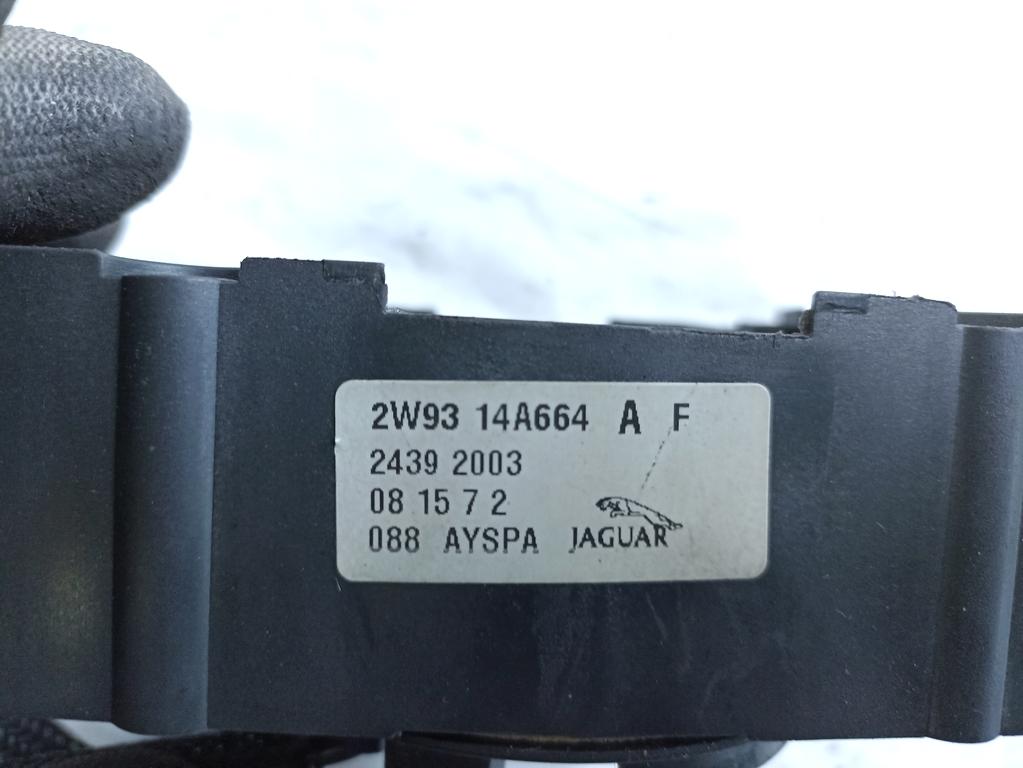 2W93 14A664 A F
2439 2003
08 15 7 2
088 AYSPA JAGUAR